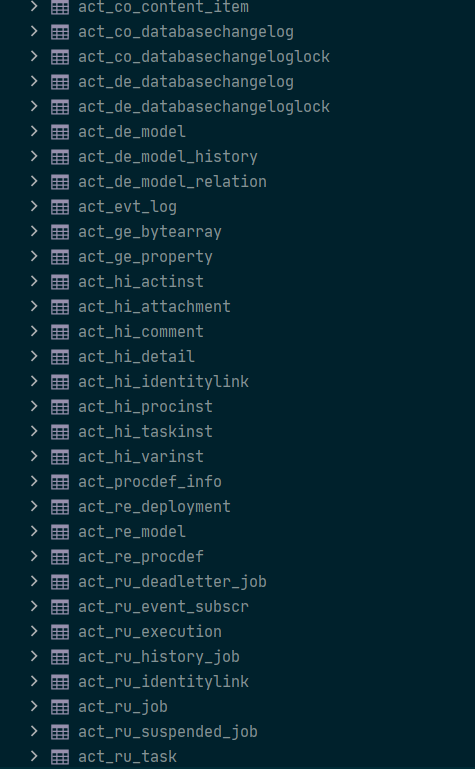 act_co_content_item
act_co_databasechangelog
act_co_databasechangeloglock
act_de_databasechangelog
act_de_databasechangeloglock
act_de_model
act_de_model_history
act_de_model_relation
act_evt_log
act_ge_bytearray
act_ge_property
act_hi_actinst
act_hi_attachment
act_hi_comment
act_hi_detail
act_hi_identitylink
act_hi_procinst
act_hi_taskinst
act_hi_varinst
act_procdef_info
act_re_deployment
act_re_model
act_re_procdef
act_ru_deadletter_job
act_ru_event_subscr
act_ru_execution
act_ru_history_job
act_ru_identitylink
act_ru_job
act_ru_suspended_job
act_ru_task